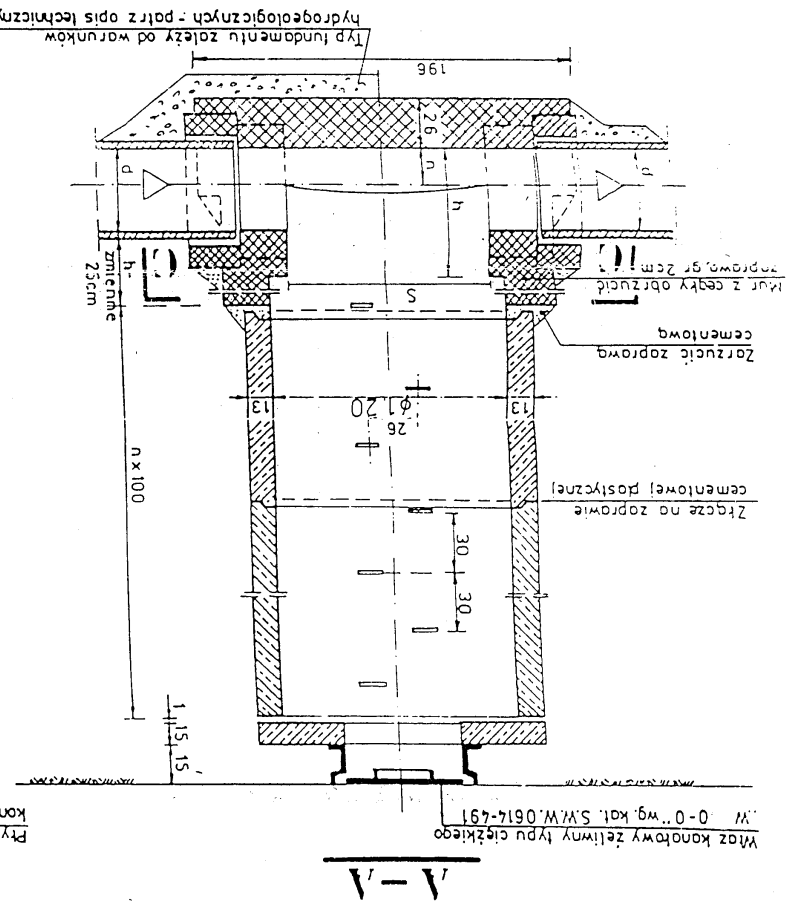 A-A
Właz kanałowy żeliwny typu ciężkiego
.W. 0-0" wg. kat. S.W.W. 0614-491
15
15
1
30
30
Złącze na zaprawie
cementowej plastycznej
n x 100
26
ϕ1.20
13
13
Zarzucić zaprawą
cementową
Mur. z cegły obrzucić
zaprawą, gr. 2cm
S
h-
zmienne
25cm
C
d
d
h
n
26
196
Typ fundamentu zależy od warunków
hydrogeologicznych - patrz opis techniczny